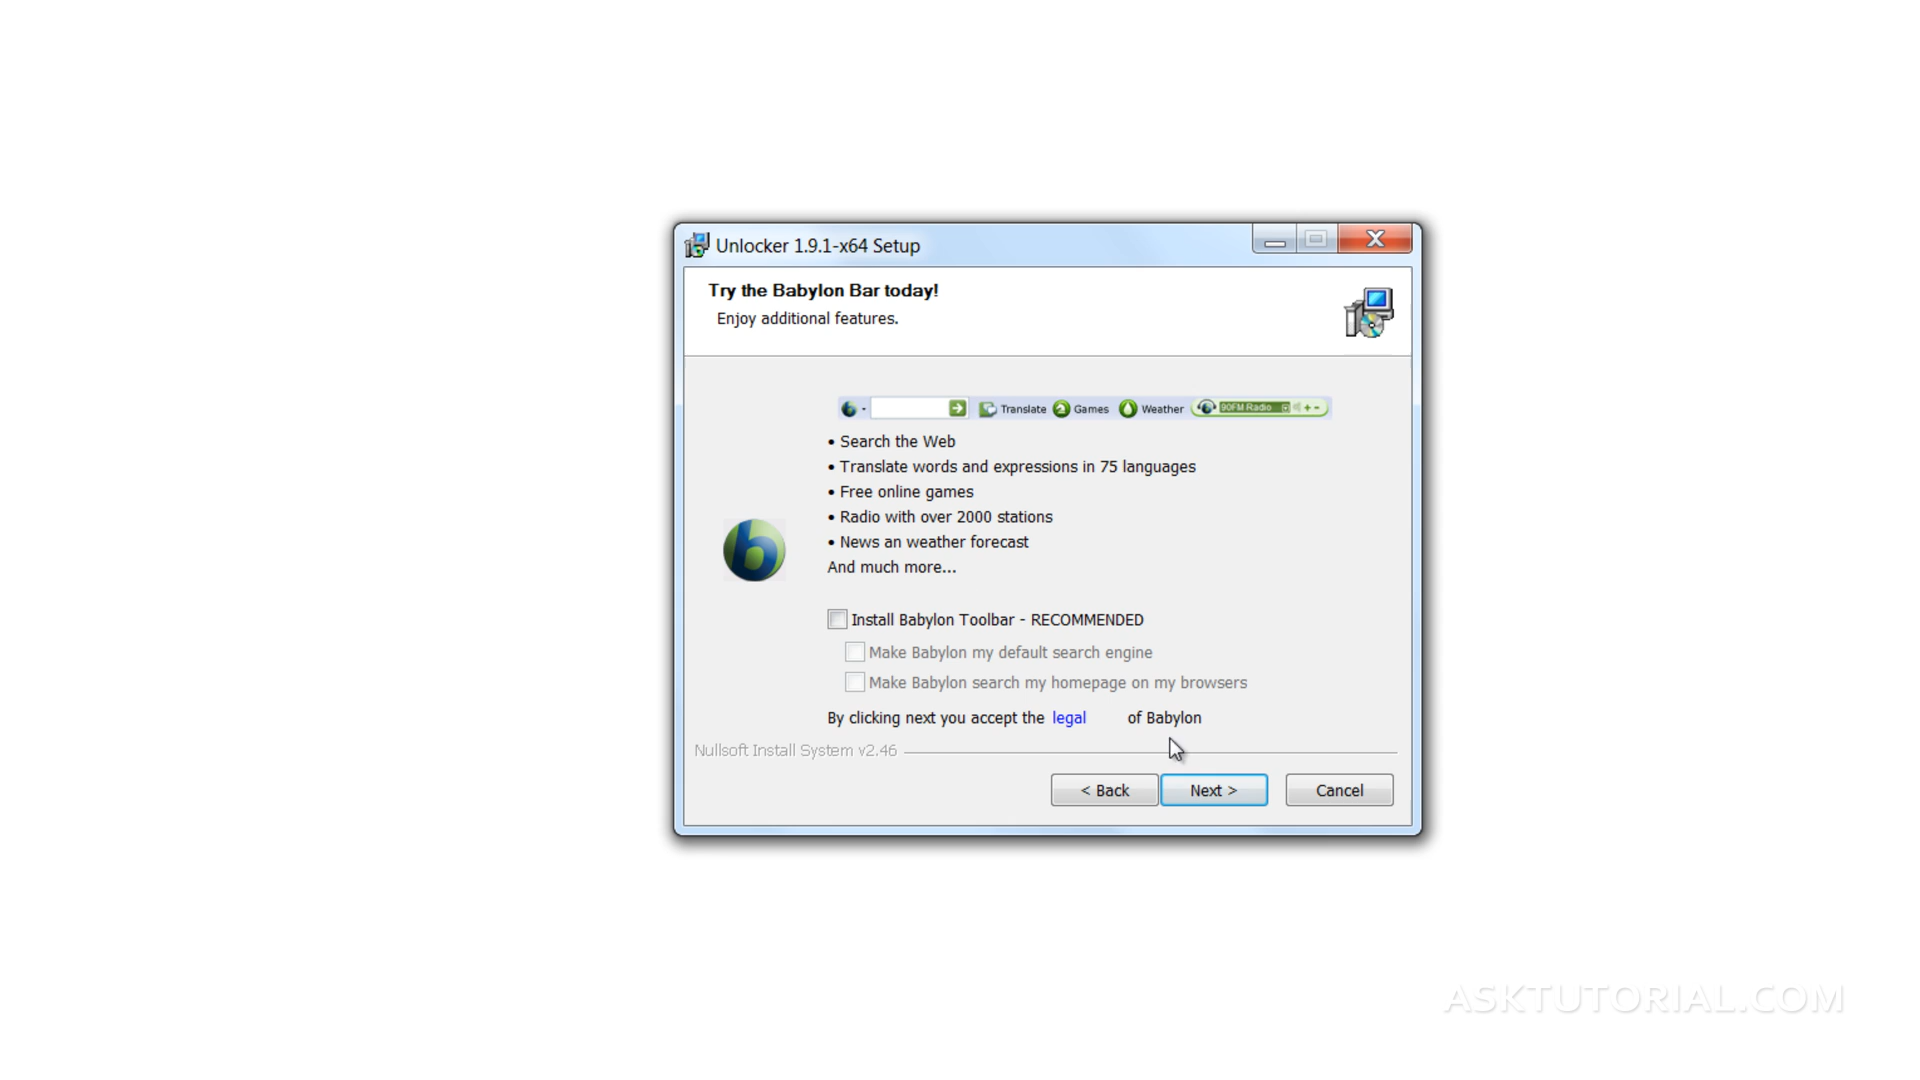 Unlocker 1.9.1-x64 Setup
Try the Babylon Bar today!
Enjoy additional features.
Translate Games Weather 90FM Radio
• Search the Web
• Translate words and expressions in 75 languages
• Free online games
• Radio with over 2000 stations
• News an weather forecast
And much more...
b
Install Babylon Toolbar - RECOMMENDED
Make Babylon my default search engine
Make Babylon search my homepage on my browsers
By clicking next you accept the legal of Babylon
Nullsoft Install System v2.46
< Back Next > Cancel
ASKTUTORIAL.COM